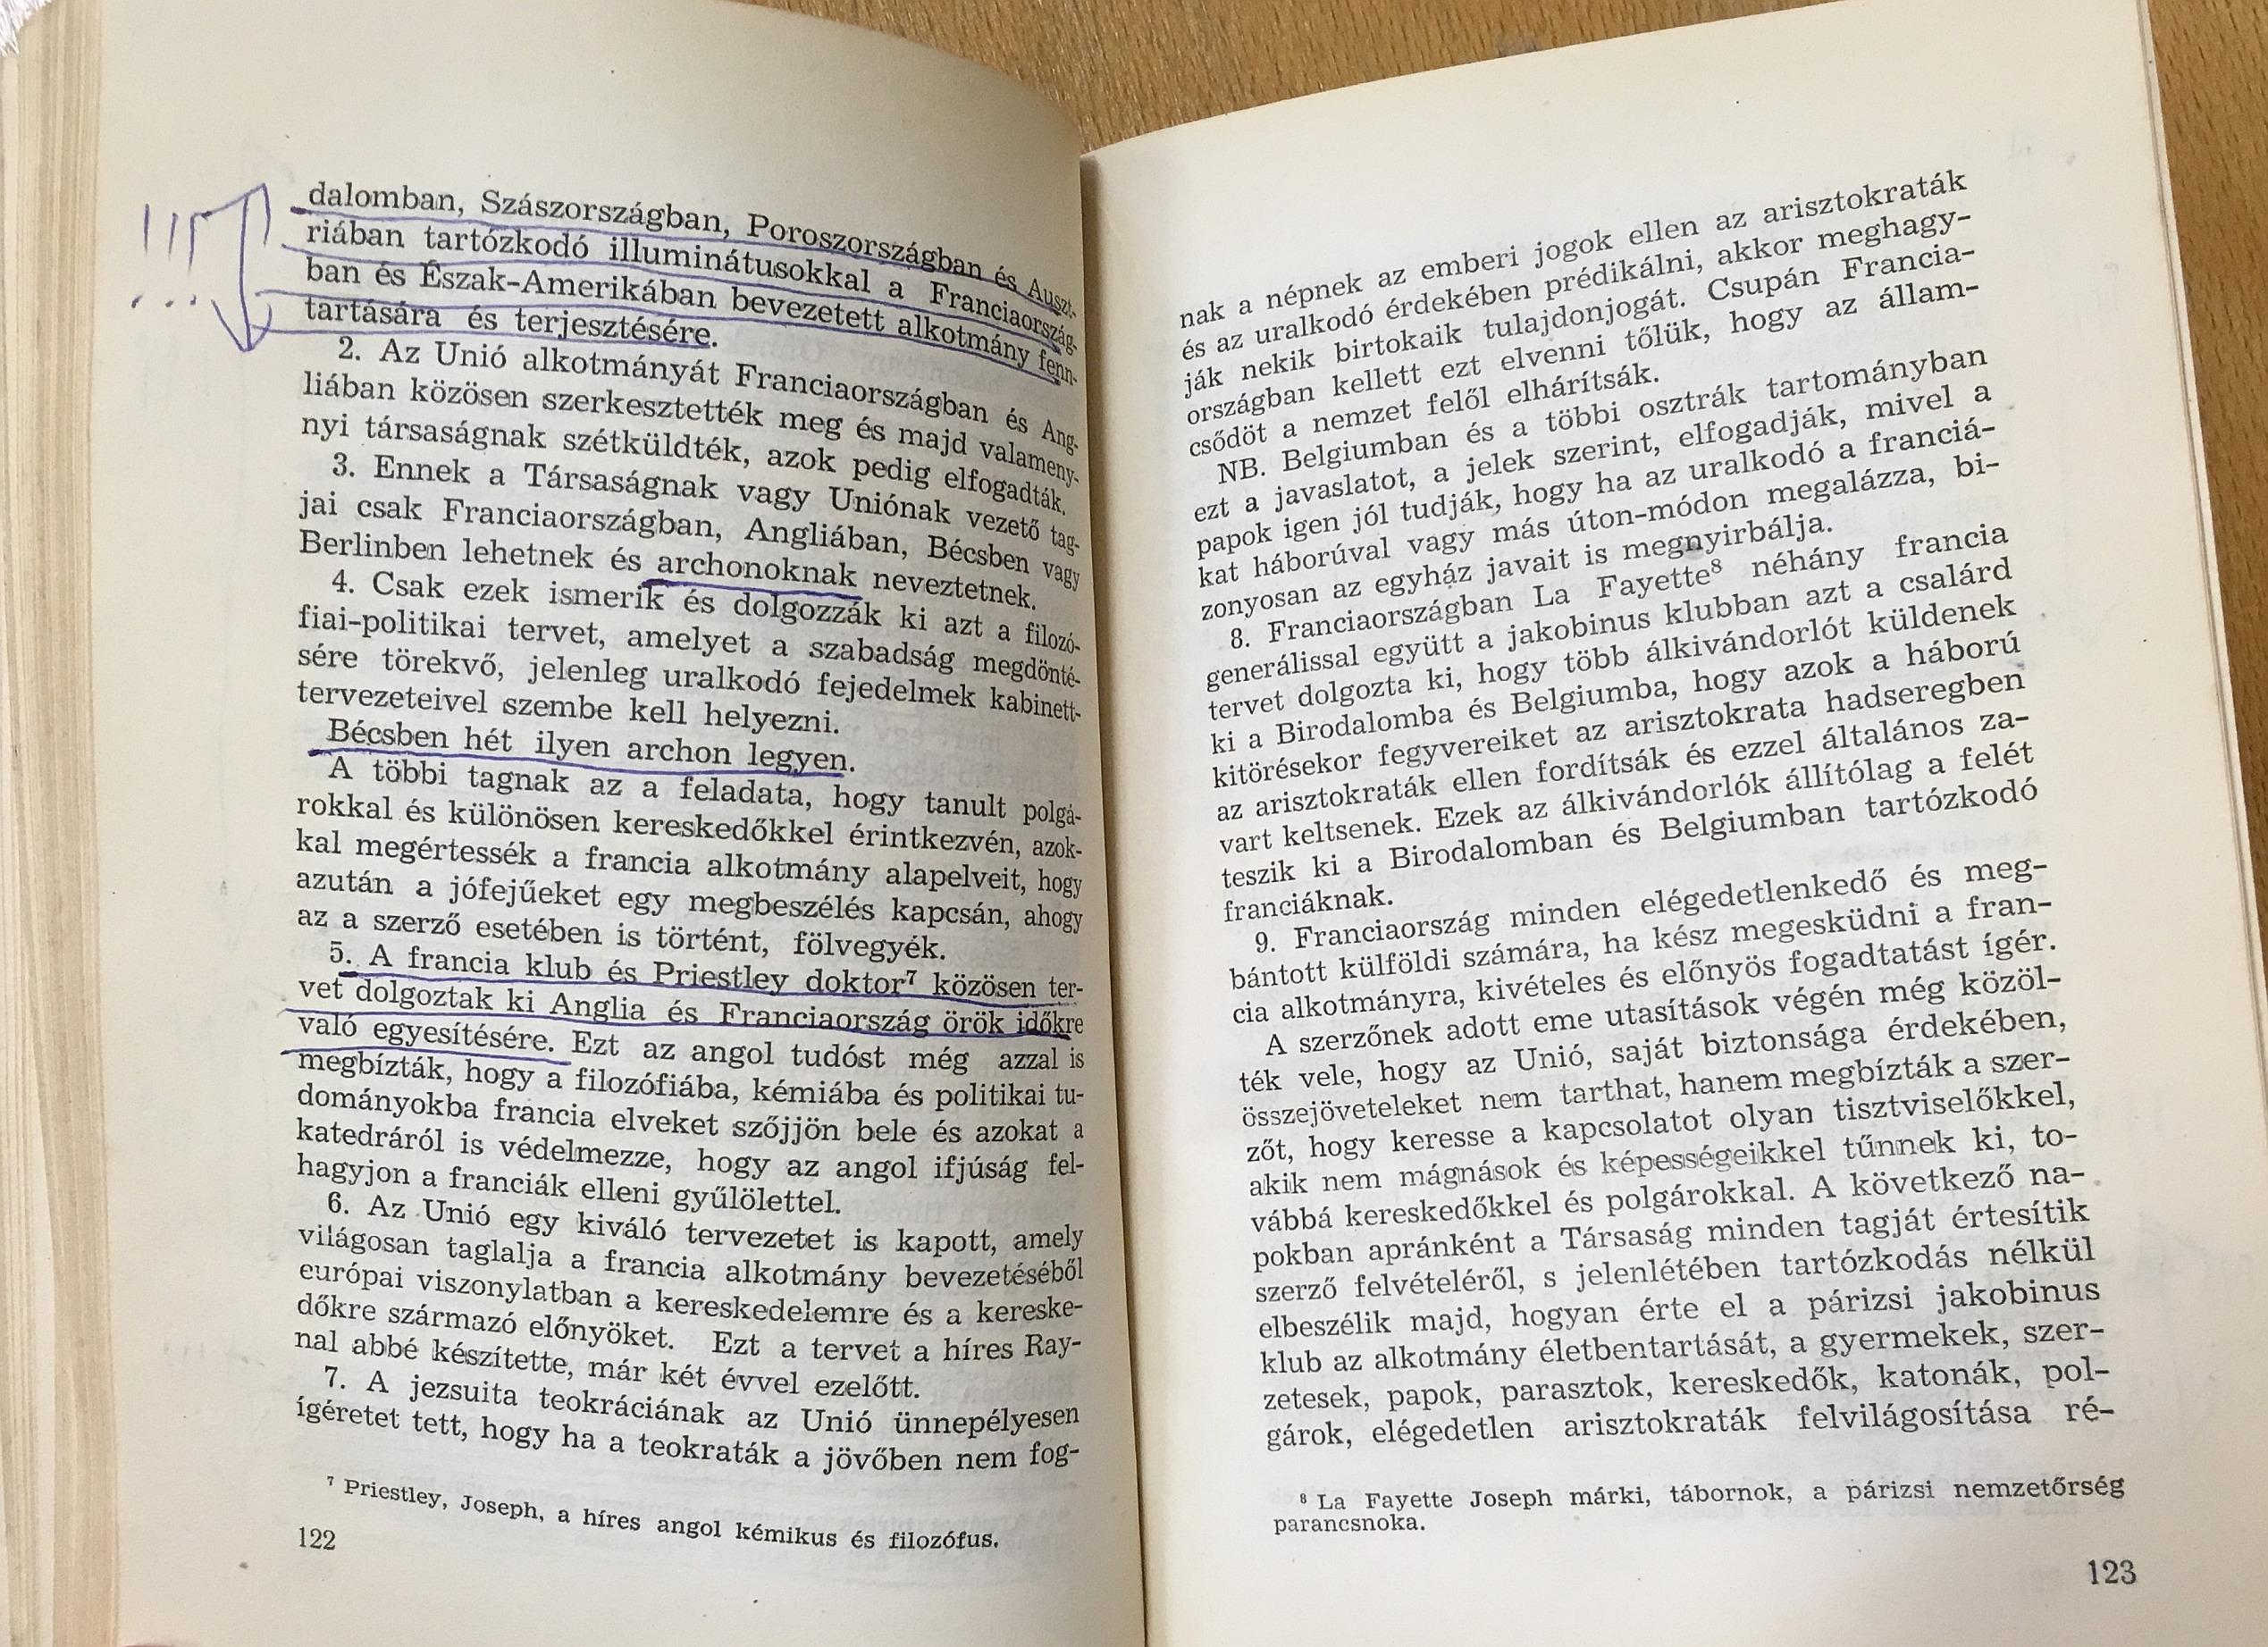 !!!
dalomban, Szászországban, Poroszországban és Auszt-
riában tartózkodó illuminátusokkal a Franciaország-
ban és Észak-Amerikában bevezetett alkotmány fenn-
tartására és terjesztésére.
2. Az Unió alkotmányát Franciaországban és Ang-
liában közösen szerkesztették meg és majd valameny-
nyi társaságnak szétküldték, azok pedig elfogadták.
3. Ennek a Társaságnak vagy Uniónak vezető tag-
jai csak Franciaországban, Angliában, Bécsben vagy
Berlinben lehetnek és archonoknak neveztetnek.
4. Csak ezek ismerik és dolgozzák ki azt a filozó-
fiai-politikai tervet, amelyet a szabadság megdönté-
sére törekvő, jelenleg uralkodó fejedelmek kabinett-
tervezeteivel szembe kell helyezni.
Bécsben hét ilyen archon legyen.
A többi tagnak az a feladata, hogy tanult polgá-
rokkal és különösen kereskedőkkel érintkezvén, azok-
kal megértessék a francia alkotmány alapelveit, hogy
azután a jófejűeket egy megbeszélés kapcsán, ahogy
az a szerző esetében is történt, fölvegyék.
5. A francia klub és Priestley doktor⁷ közösen ter-
vet dolgoztak ki Anglia és Franciaország örök időkre
való egyesítésére. Ezt az angol tudóst még azzal is
megbízták, hogy a filozófiába, kémiába és politikai tu-
dományokba francia elveket szőjjön bele és azokat a
katedráról is védelmezze, hogy az angol ifjúság fel-
hagyjon a franciák elleni gyűlölettel.
6. Az Unió egy kiváló tervezetet is kapott, amely
világosan taglalja a francia alkotmány bevezetéséből
európai viszonylatban a kereskedelemre és a kereske-
dőkre származó előnyöket. Ezt a tervet a híres Ray-
nal abbé készítette, már két évvel ezelőtt.
7. A jezsuita teokráciának az Unió ünnepélyesen
ígéretet tett, hogy ha a teokraták a jövőben nem fog-
⁷ Priestley, Joseph, a híres angol kémikus és filozófus.
122
nak a népnek az emberi jogok ellen az arisztokraták
és az uralkodó érdekében prédikálni, akkor meghagy-
ják nekik birtokaik tulajdonjogát. Csupán Francia-
országban kellett ezt elvenni tőlük, hogy az állam-
csődöt a nemzet felől elhárítsák.
NB. Belgiumban és a többi osztrák tartományban
ezt a javaslatot, a jelek szerint, elfogadják, mivel a
papok igen jól tudják, hogy ha az uralkodó a franciá-
kat háborúval vagy más úton-módon megalázza, bi-
zonyosan az egyház javait is megnyirbálja.
8. Franciaországban La Fayette⁸ néhány francia
generálissal együtt a jakobinus klubban azt a csalárd
tervet dolgozta ki, hogy több álkivándorlót küldenek
ki a Birodalomba és Belgiumba, hogy azok a háború
kitörésekor fegyvereiket az arisztokrata hadseregben
az arisztokraták ellen fordítsák és ezzel általános za-
vart keltsenek. Ezek az álkivándorlók állítólag a felét
teszik ki a Birodalomban és Belgiumban tartózkodó
franciáknak.
9. Franciaország minden elégedetlenkedő és meg-
bántott külföldi számára, ha kész megesküdni a fran-
cia alkotmányra, kivételes és előnyös fogadtatást ígér.
A szerzőnek adott eme utasítások végén még közöl-
ték vele, hogy az Unió, saját biztonsága érdekében,
összejöveteleket nem tarthat, hanem megbízták a szer-
zőt, hogy keresse a kapcsolatot olyan tisztviselőkkel,
akik nem mágnások és képességeikkel tűnnek ki, to-
vábbá kereskedőkkel és polgárokkal. A következő na-
pokban apránként a Társaság minden tagját értesítik
szerző felvételéről, s jelenlétében tartózkodás nélkül
elbeszélik majd, hogyan érte el a párizsi jakobinus
klub az alkotmány életbentartását, a gyermekek, szer-
zetesek, papok, parasztok, kereskedők, katonák, pol-
gárok, elégedetlen arisztokraták felvilágosítása ré-
⁸ La Fayette Joseph márki, tábornok, a párizsi nemzetőrség
parancsnoka.
123